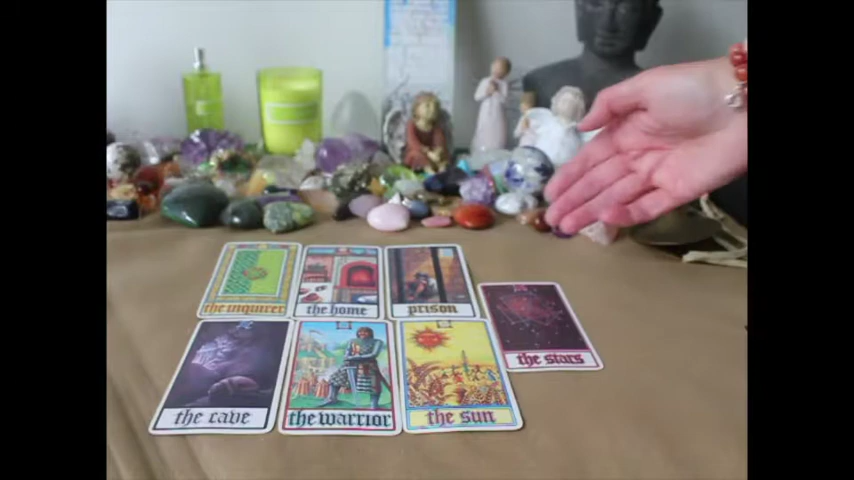 the inquirer
the home
prison
the stars
the cave
the warrior
the sun